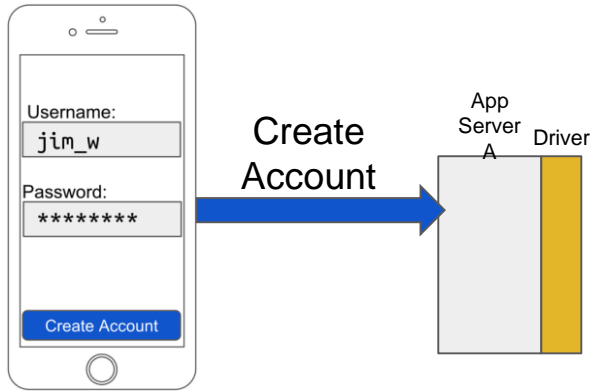 Username:
jim_w
Password:
********
Create Account
Create
Account
App
Server
A
Driver